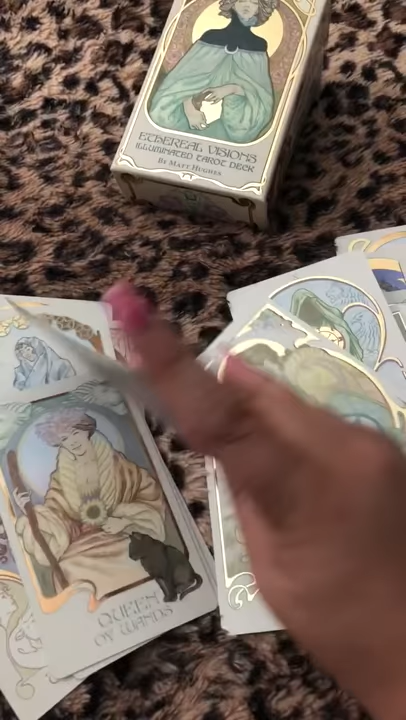 ETHEREAL VISIONS
ILLUMINATED TAROT DECK
BY MATT HUGHES
QUEEN
OF WANDS